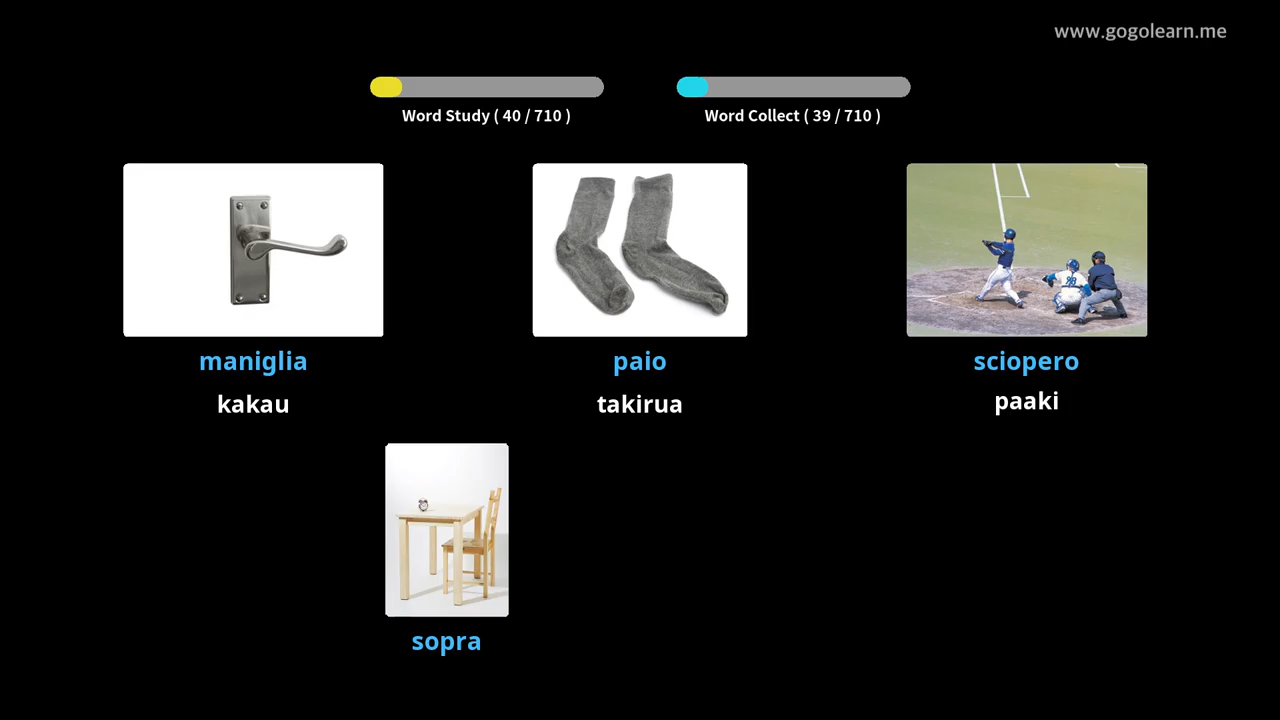 www.gogolearn.me
Word Study ( 40 / 710 )
Word Collect ( 39 / 710 )
maniglia
paio
sciopero
kakau
takirua
paaki
sopra